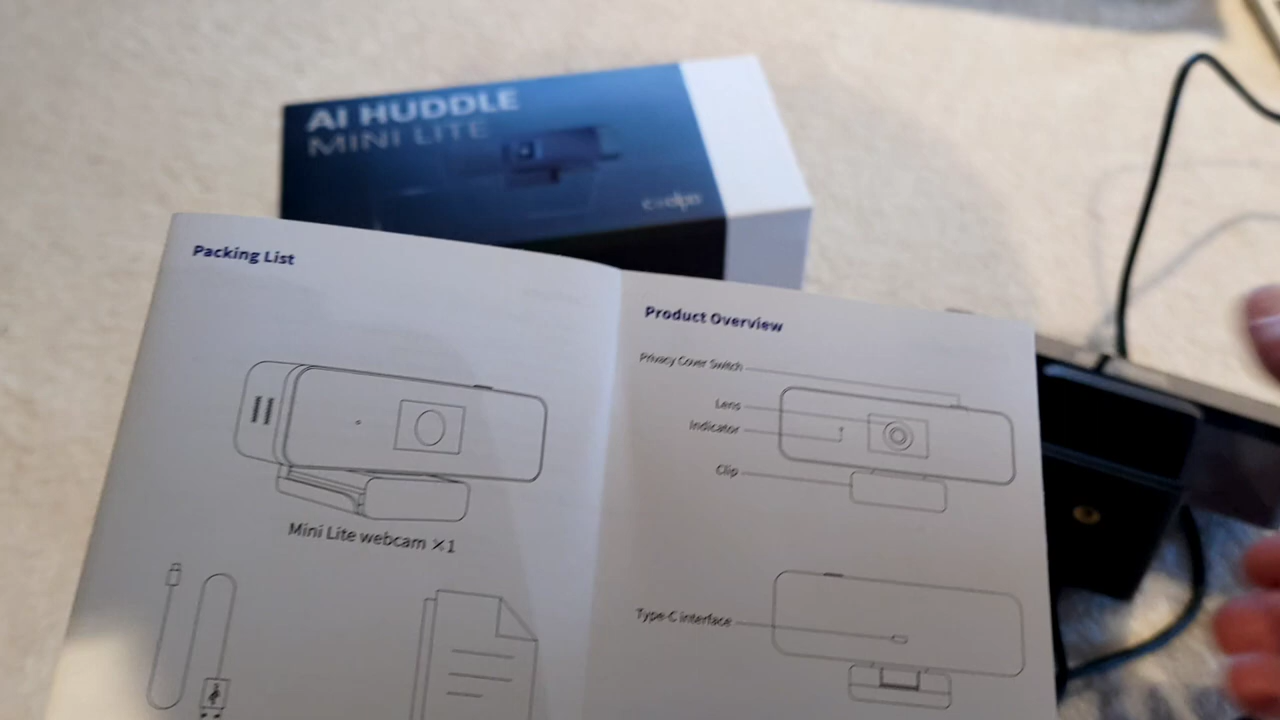 AI HUDDLE
MINI LITE
Packing List
Mini Lite webcam ×1
Product Overview
Privacy Cover Switch
Lens
Indicator
Clip
Type-C interface